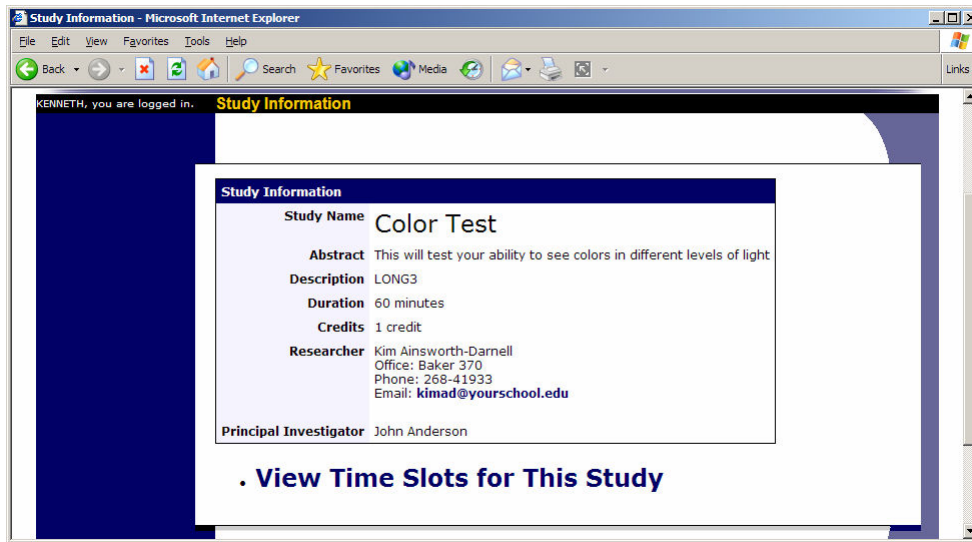 Study Information - Microsoft Internet Explorer
File Edit View Favorites Tools Help
Back Search Favorites Media Links
KENNETH, you are logged in. Study Information
Study Information
Study Name Color Test
Abstract This will test your ability to see colors in different levels of light
Description LONG3
Duration 60 minutes
Credits 1 credit
Researcher Kim Ainsworth-Darnell
Office: Baker 370
Phone: 268-41933
Email: kimad@yourschool.edu
Principal Investigator John Anderson
• View Time Slots for This Study